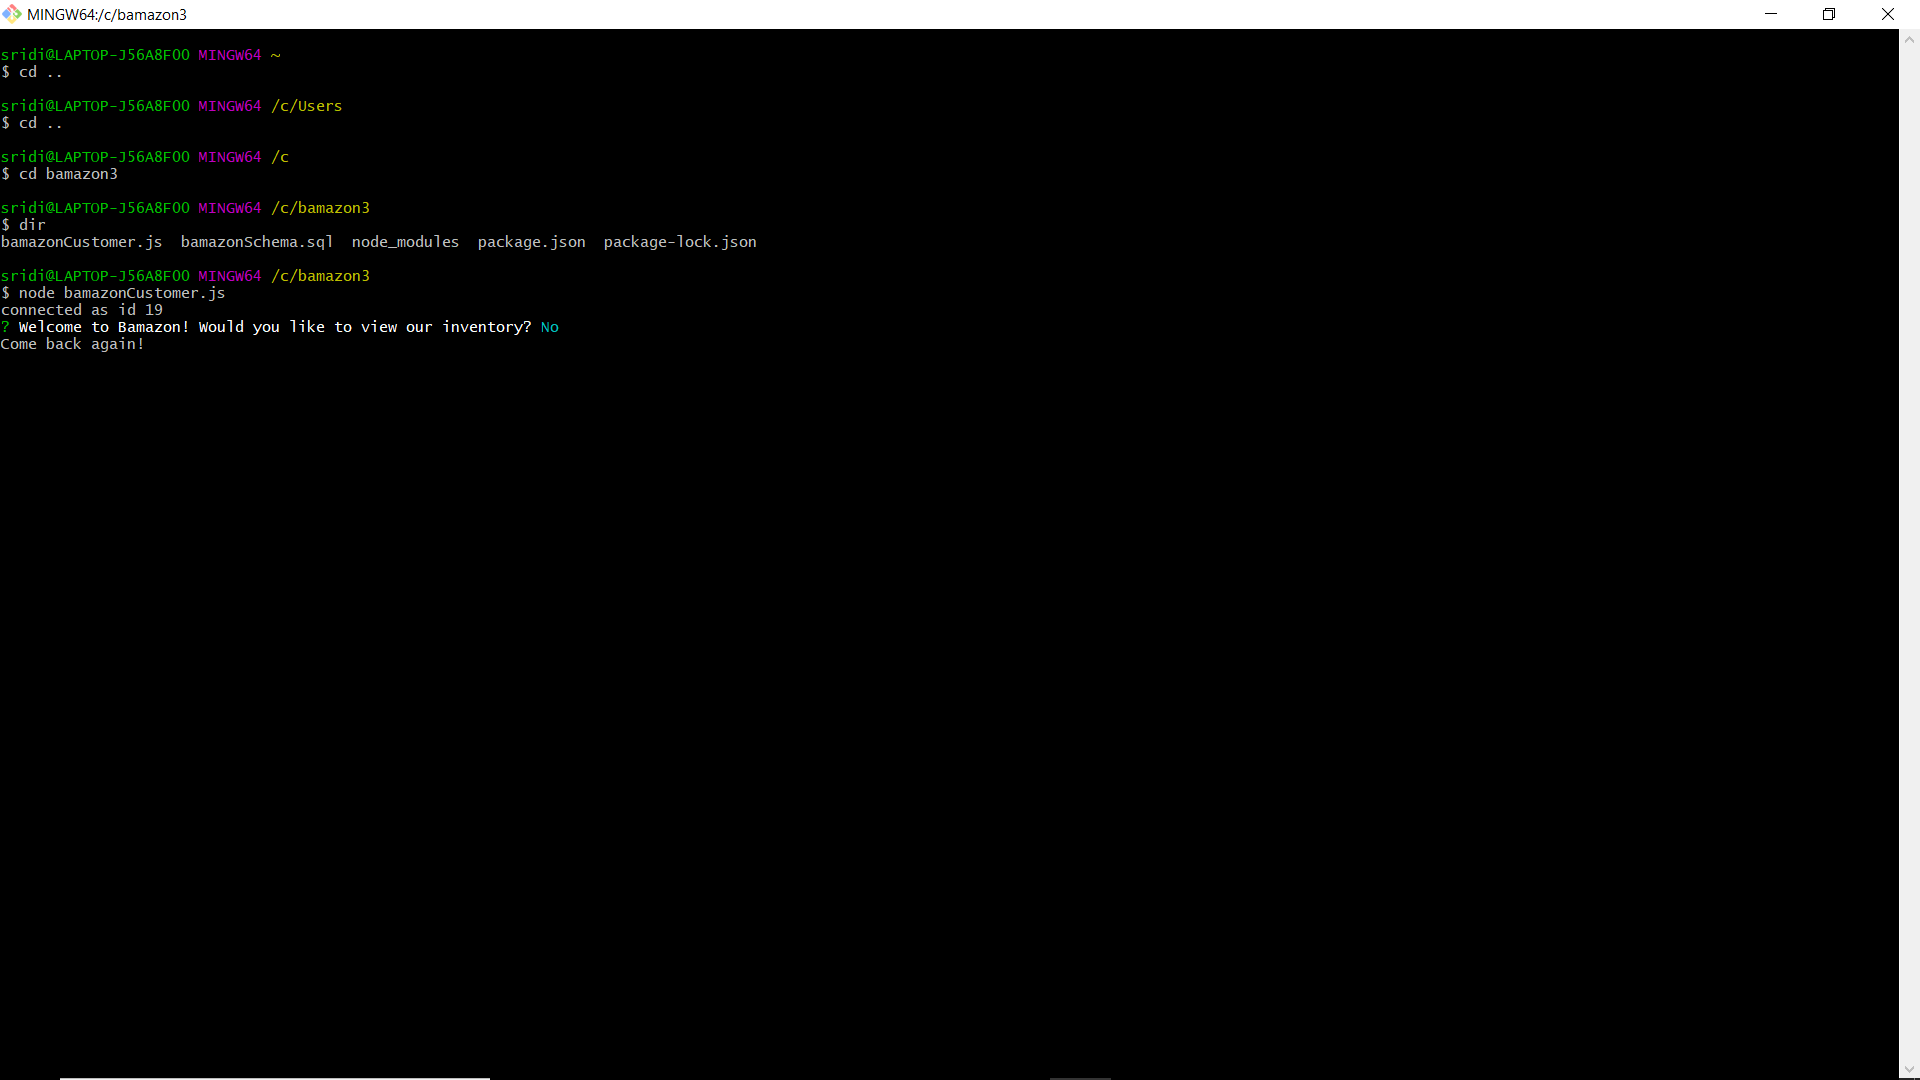 MINGW64:/c/bamazon3
sridi@LAPTOP-J56A8F00 MINGW64 ~
$ cd ..
sridi@LAPTOP-J56A8F00 MINGW64 /c/Users
$ cd ..
sridi@LAPTOP-J56A8F00 MINGW64 /c
$ cd bamazon3
sridi@LAPTOP-J56A8F00 MINGW64 /c/bamazon3
$ dir
bamazonCustomer.js  bamazonSchema.sql  node_modules  package.json  package-lock.json
sridi@LAPTOP-J56A8F00 MINGW64 /c/bamazon3
$ node bamazonCustomer.js
connected as id 19
? Welcome to Bamazon! Would you like to view our inventory? No
Come back again!